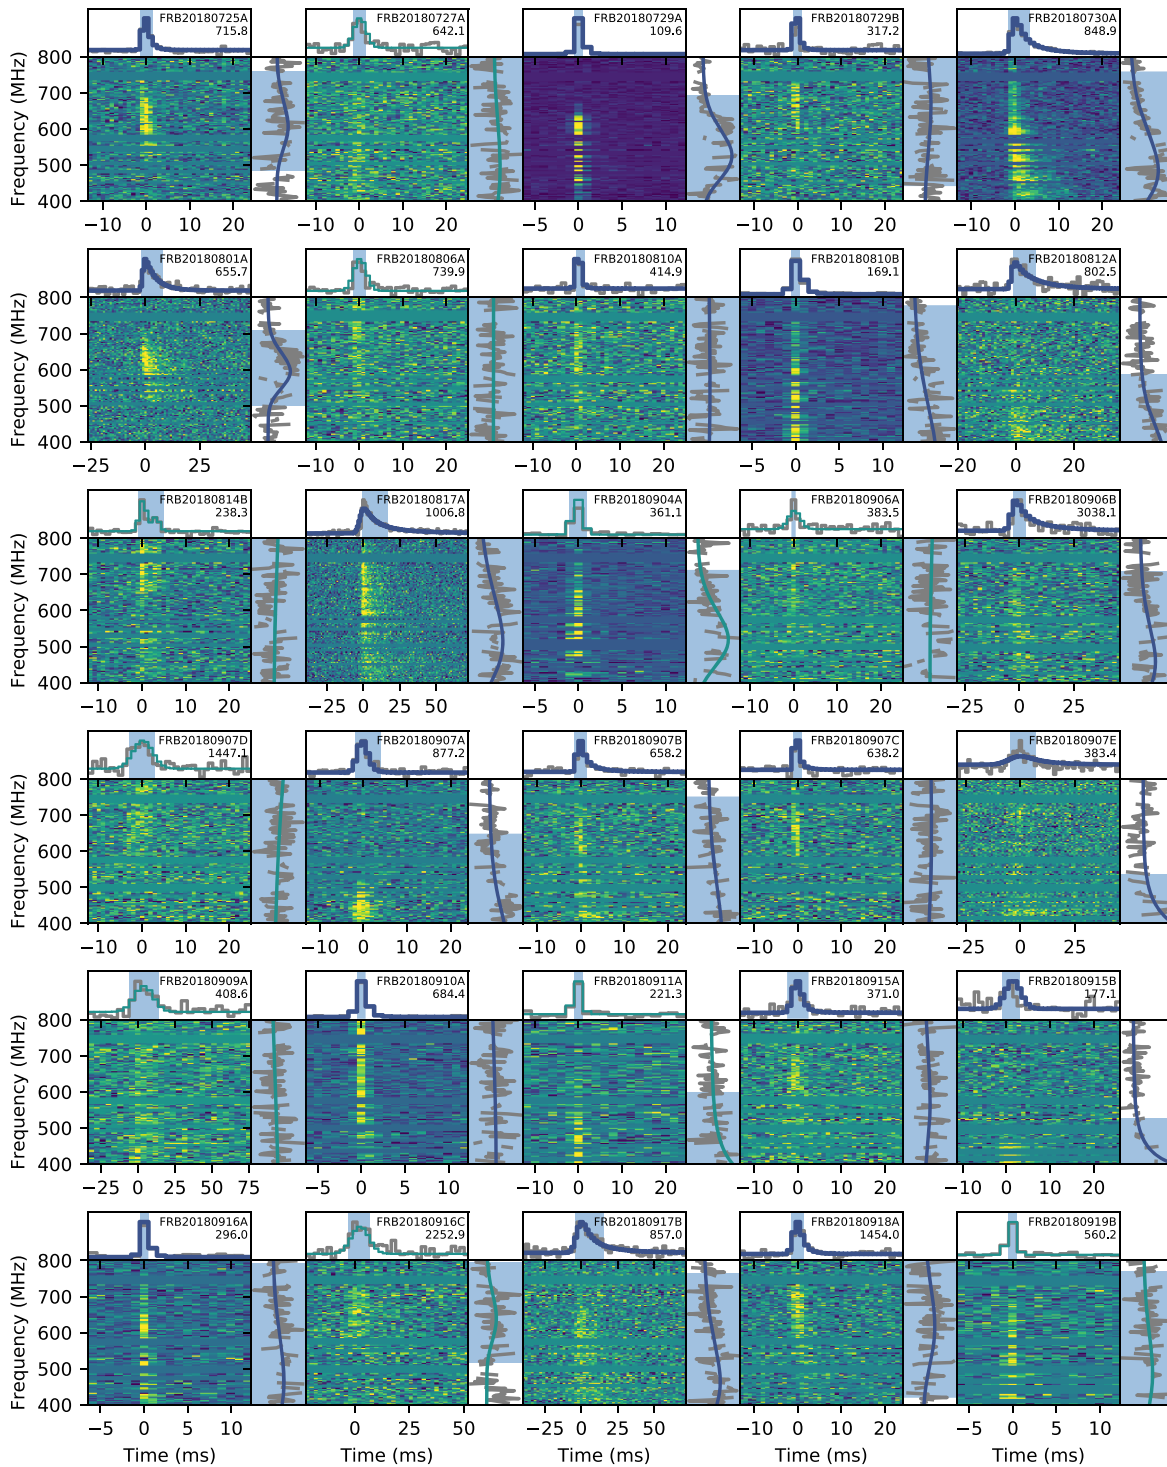 FRB20180725A
715.8
FRB20180727A
642.1
FRB20180729A
109.6
FRB20180729B
317.2
FRB20180730A
848.9
Frequency (MHz)
800
700
600
500
400
−10 0 10 20
−10 0 10 20
−5 0 5 10
−10 0 10 20
−10 0 10 20
FRB20180801A
655.7
FRB20180806A
739.9
FRB20180810A
414.9
FRB20180810B
169.1
FRB20180812A
802.5
Frequency (MHz)
800
700
600
500
400
−25 0 25
−10 0 10 20
−10 0 10 20
−5 0 5 10
−20 0 20
FRB20180814B
238.3
FRB20180817A
1006.8
FRB20180904A
361.1
FRB20180906A
383.5
FRB20180906B
3038.1
Frequency (MHz)
800
700
600
500
400
−10 0 10 20
−25 0 25 50
−5 0 5 10
−10 0 10 20
−25 0 25
FRB20180907D
1447.1
FRB20180907A
877.2
FRB20180907B
658.2
FRB20180907C
638.2
FRB20180907E
383.4
Frequency (MHz)
800
700
600
500
400
−10 0 10 20
−10 0 10 20
−10 0 10 20
−10 0 10 20
−25 0 25
FRB20180909A
408.6
FRB20180910A
684.4
FRB20180911A
221.3
FRB20180915A
371.0
FRB20180915B
177.1
Frequency (MHz)
800
700
600
500
400
−25 0 25 50 75
−5 0 5 10
−10 0 10 20
−10 0 10 20
−10 0 10 20
FRB20180916A
296.0
FRB20180916C
2252.9
FRB20180917B
857.0
FRB20180918A
1454.0
FRB20180919B
560.2
Frequency (MHz)
800
700
600
500
400
−5 0 5 10
0 25 50
−25 0 25 50
−10 0 10 20
−5 0 5 10
Time (ms)
Time (ms)
Time (ms)
Time (ms)
Time (ms)